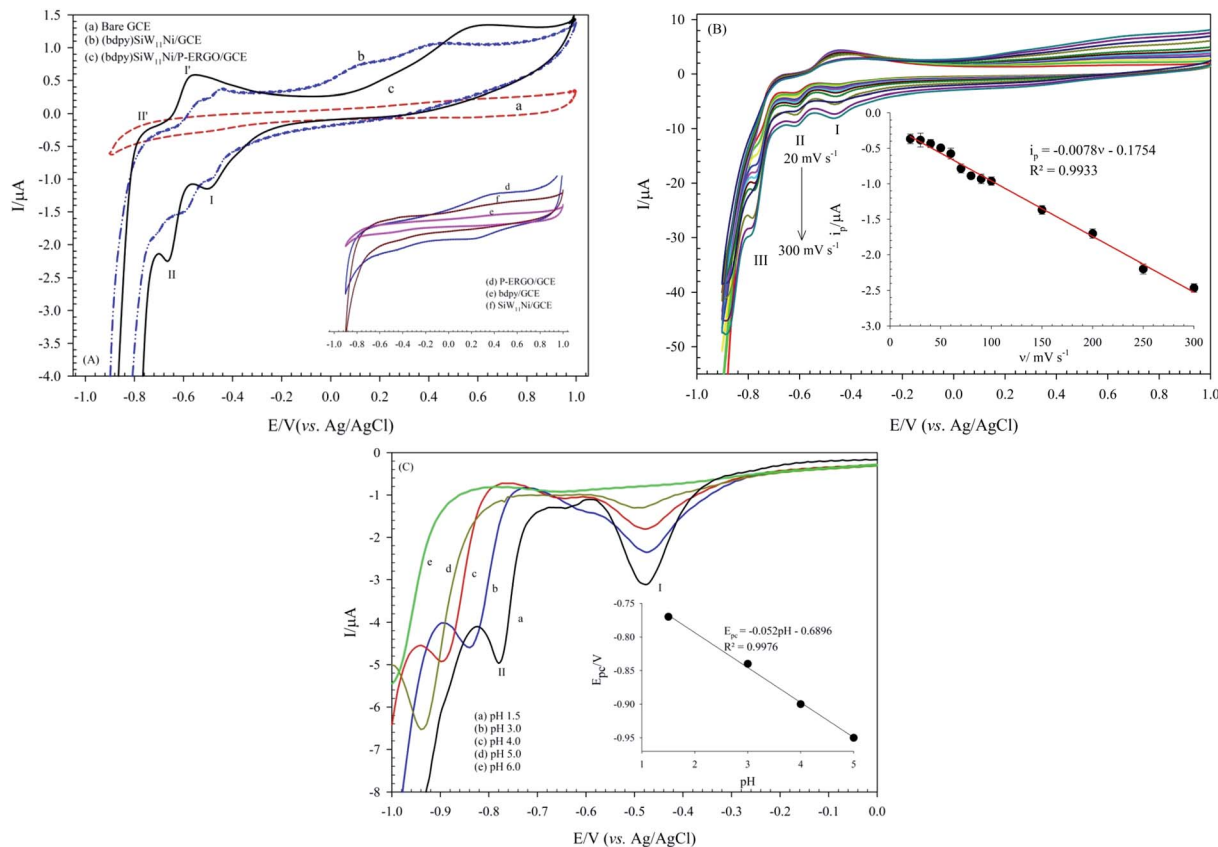 (a) Bare GCE
(b) (bdpy)SiW₁₁Ni/GCE
(c) (bdpy)SiW₁₁Ni/P-ERGO/GCE
1.5
1.0
0.5
0.0
-0.5
-1.0
-1.5
-2.0
-2.5
-3.0
-3.5
-4.0
I/µA
I'
II'
b
c
a
I
II
d
f
e
(d) P-ERGO/GCE
(e) bdpy/GCE
(f) SiW₁₁Ni/GCE
-1.0 -0.8 -0.6 -0.4 -0.2 0.0 0.2 0.4 0.6 0.8 1.0
(A)
-1.0 -0.8 -0.6 -0.4 -0.2 0.0 0.2 0.4 0.6 0.8 1.0
E/V(vs. Ag/AgCl)
(B)
10
0
-10
-20
-30
-40
-50
I/µA
I
II
III
20 mV s⁻¹
300 mV s⁻¹
0.0
-0.5
-1.0
-1.5
-2.0
-2.5
-3.0
iₚ/µA
iₚ = -0.0078ν - 0.1754
R² = 0.9933
0 50 100 150 200 250 300
ν/ mV s⁻¹
-1.0 -0.8 -0.6 -0.4 -0.2 0.0 0.2 0.4 0.6 0.8 1.0
E/V (vs. Ag/AgCl)
(C)
0
-1
-2
-3
-4
-5
-6
-7
-8
I/µA
e
d
c
b
a
I
II
(a) pH 1.5
(b) pH 3.0
(c) pH 4.0
(d) pH 5.0
(e) pH 6.0
-0.75
-0.80
-0.85
-0.90
-0.95
E_pc/V
E_pc = -0.052pH - 0.6896
R² = 0.9976
1 2 3 4 5
pH
-1.0 -0.9 -0.8 -0.7 -0.6 -0.5 -0.4 -0.3 -0.2 -0.1 0.0
E/V (vs. Ag/AgCl)